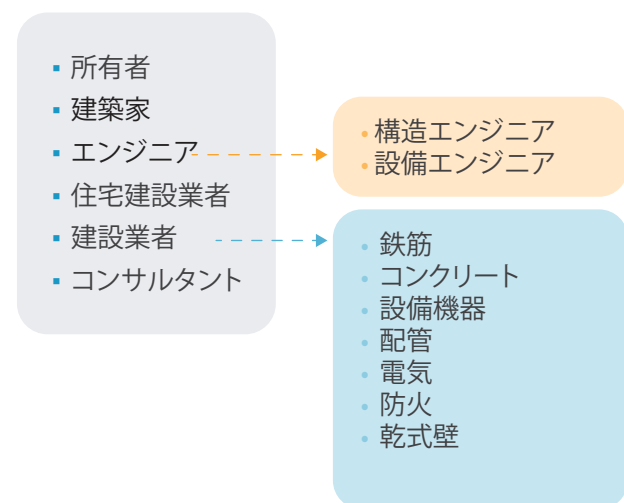 所有者
建築家
エンジニア
住宅建設業者
建設業者
コンサルタント
構造エンジニア
設備エンジニア
鉄筋
コンクリート
設備機器
配管
電気
防火
乾式壁